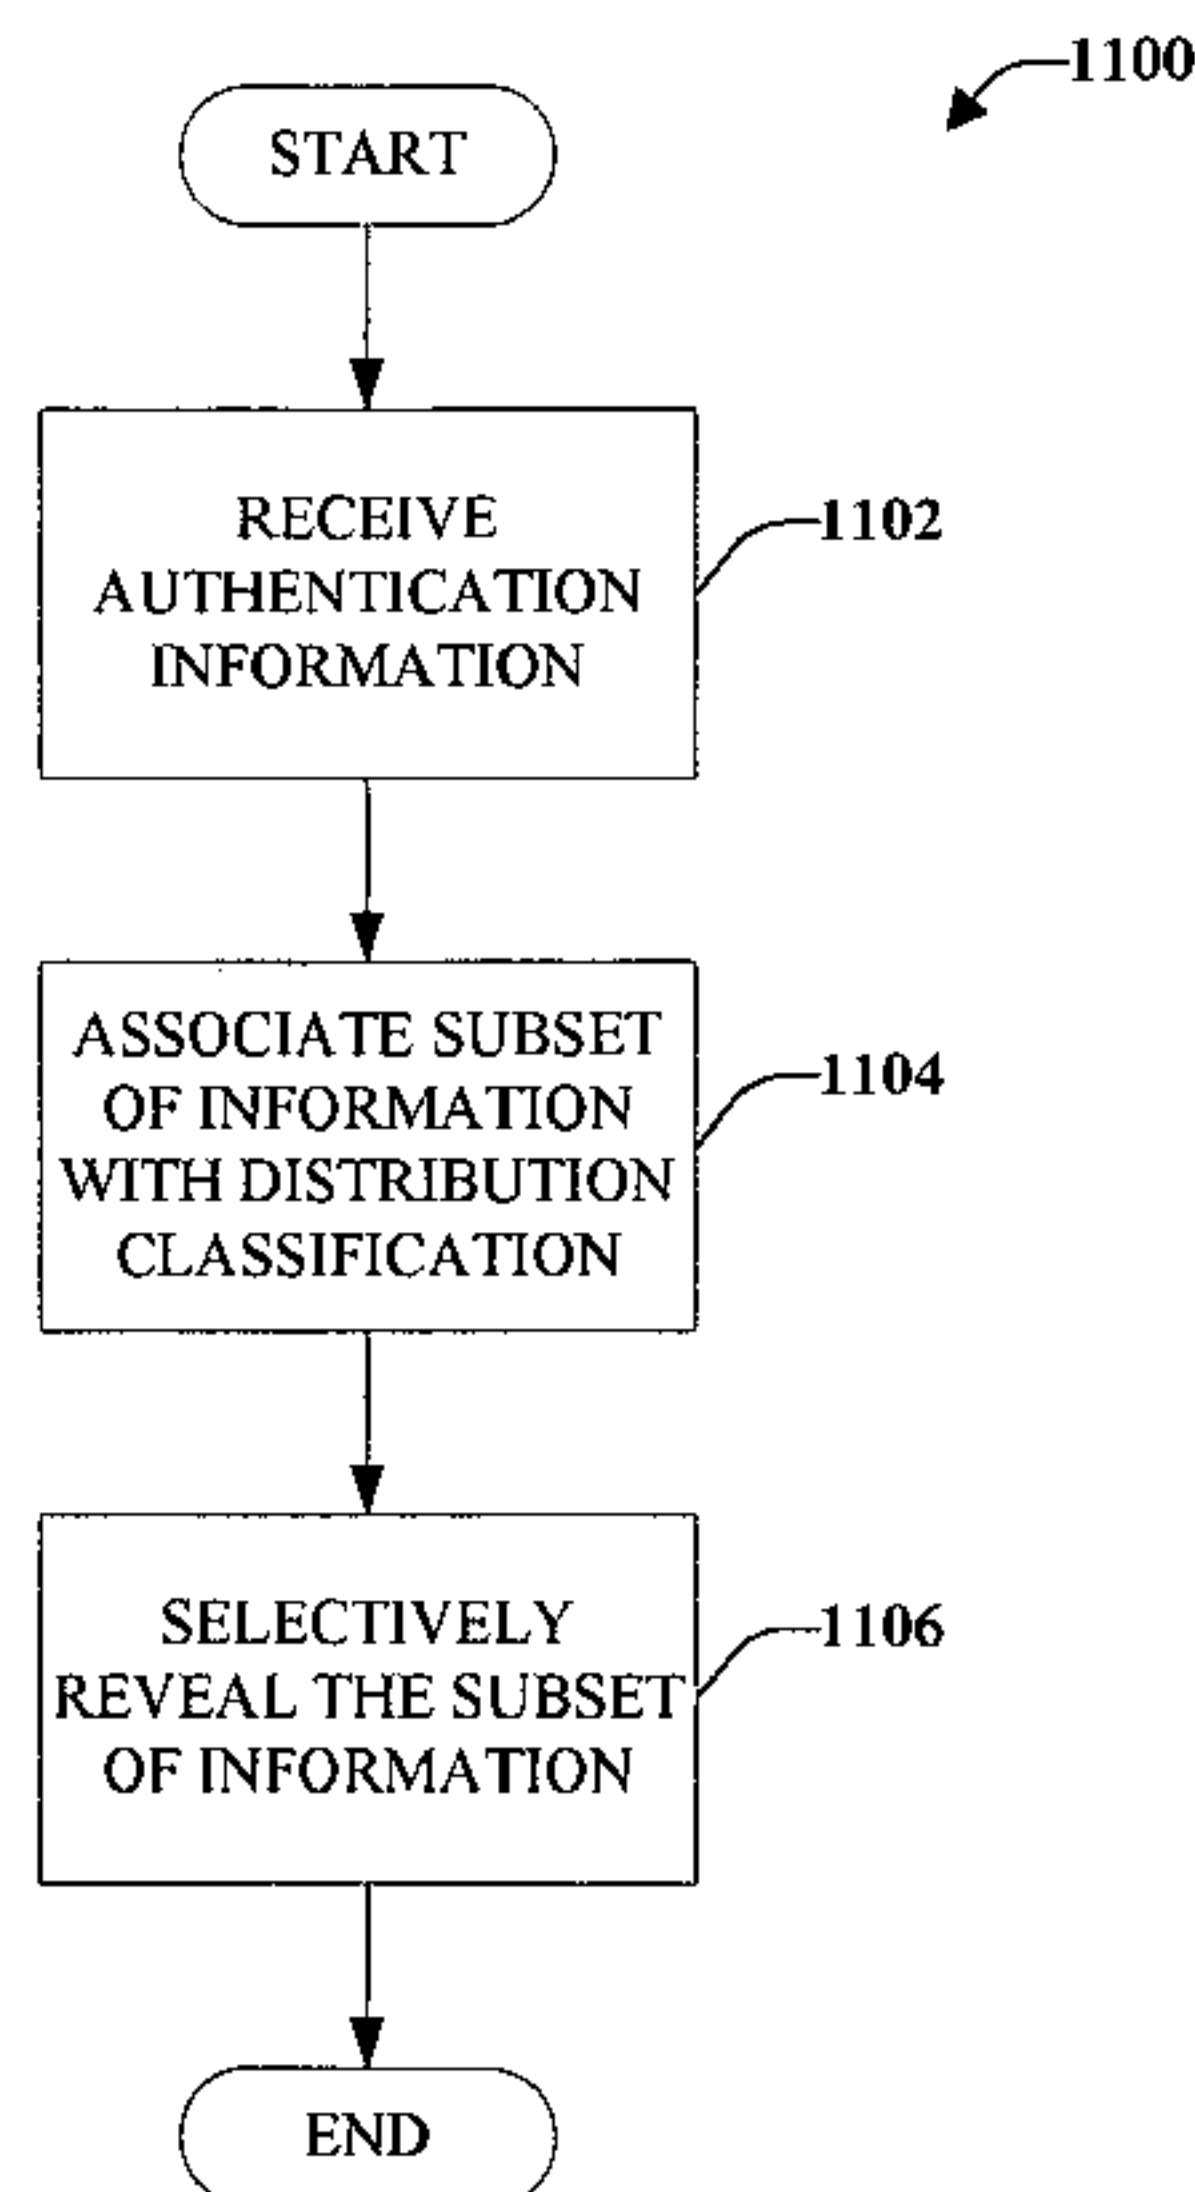 1100
START
RECEIVE
AUTHENTICATION
INFORMATION
1102
ASSOCIATE SUBSET
OF INFORMATION
WITH DISTRIBUTION
CLASSIFICATION
1104
SELECTIVELY
REVEAL THE SUBSET
OF INFORMATION
1106
END